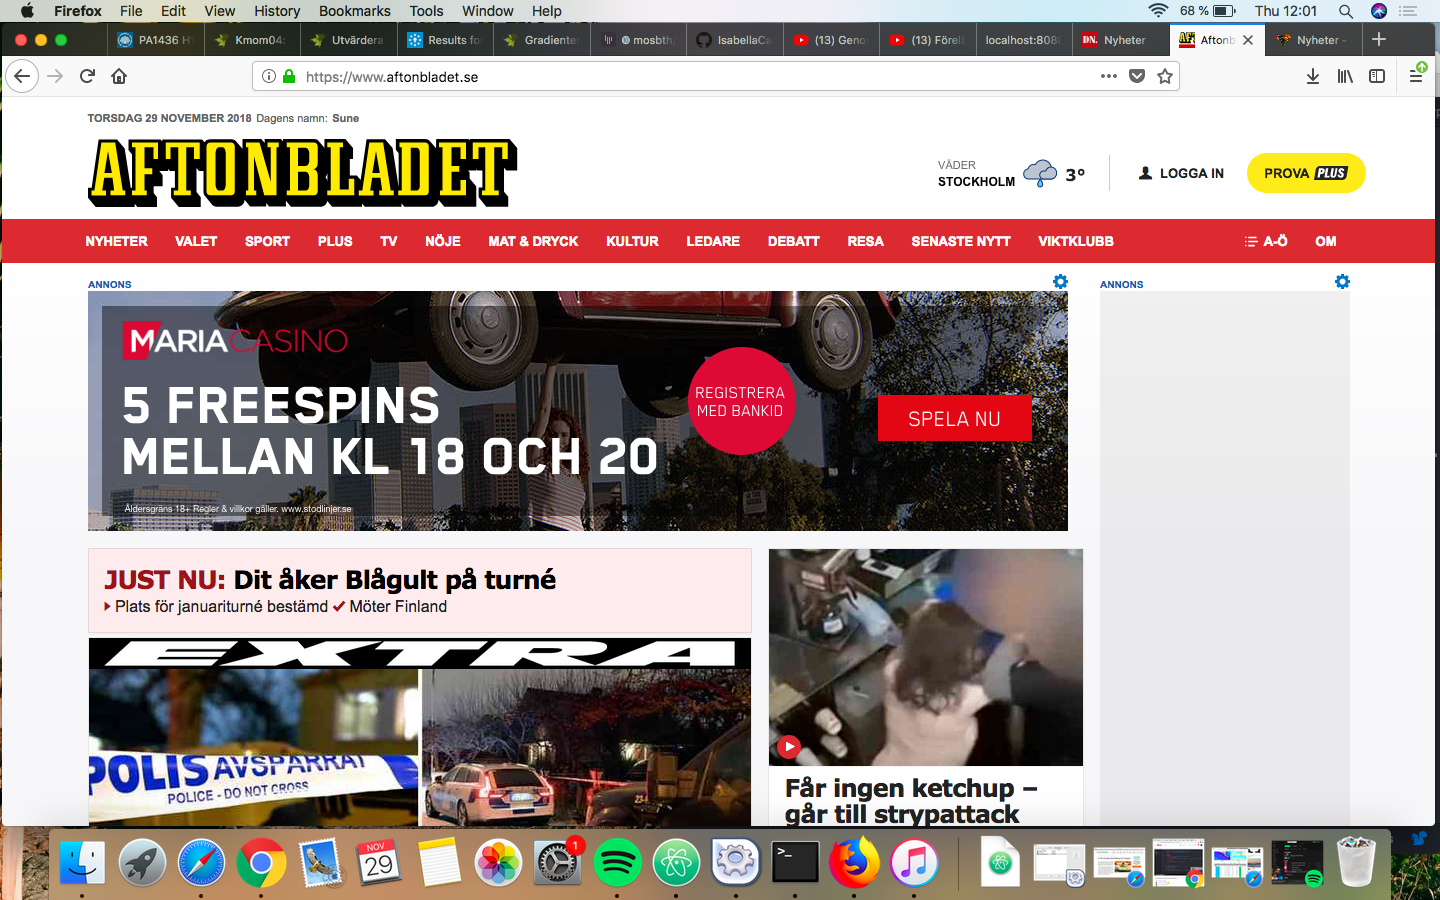 Firefox File Edit View History Bookmarks Tools Window Help 68 % Thu 12:01
PA1436 H Kmom04: Utvärdera Results fo Gradienter mosbth/ IsabellaCa (13) Geno (13) Förel localhost:808 DN. Nyheter Aftonb Nyheter –
https://www.aftonbladet.se
TORSDAG 29 NOVEMBER 2018 Dagens namn: Sune
AFTONBLADET
VÄDER
STOCKHOLM 3° LOGGA IN PROVA PLUS
NYHETER VALET SPORT PLUS TV NÖJE MAT & DRYCK KULTUR LEDARE DEBATT RESA SENASTE NYTT VIKTKLUBB A-Ö OM
ANNONS
ANNONS
MARIACASINO
5 FREESPINS
MELLAN KL 18 OCH 20
Åldersgräns 18+ Regler & villkor gäller. www.stodlinjer.se
REGISTRERA
MED BANKID
SPELA NU
JUST NU: Dit åker Blågult på turné
Plats för januariturné bestämd Möter Finland
EXTRA
POLIS AVSPÄRRAT
POLICE - DO NOT CROSS
Får ingen ketchup –
går till strypattack
NOV
29
1